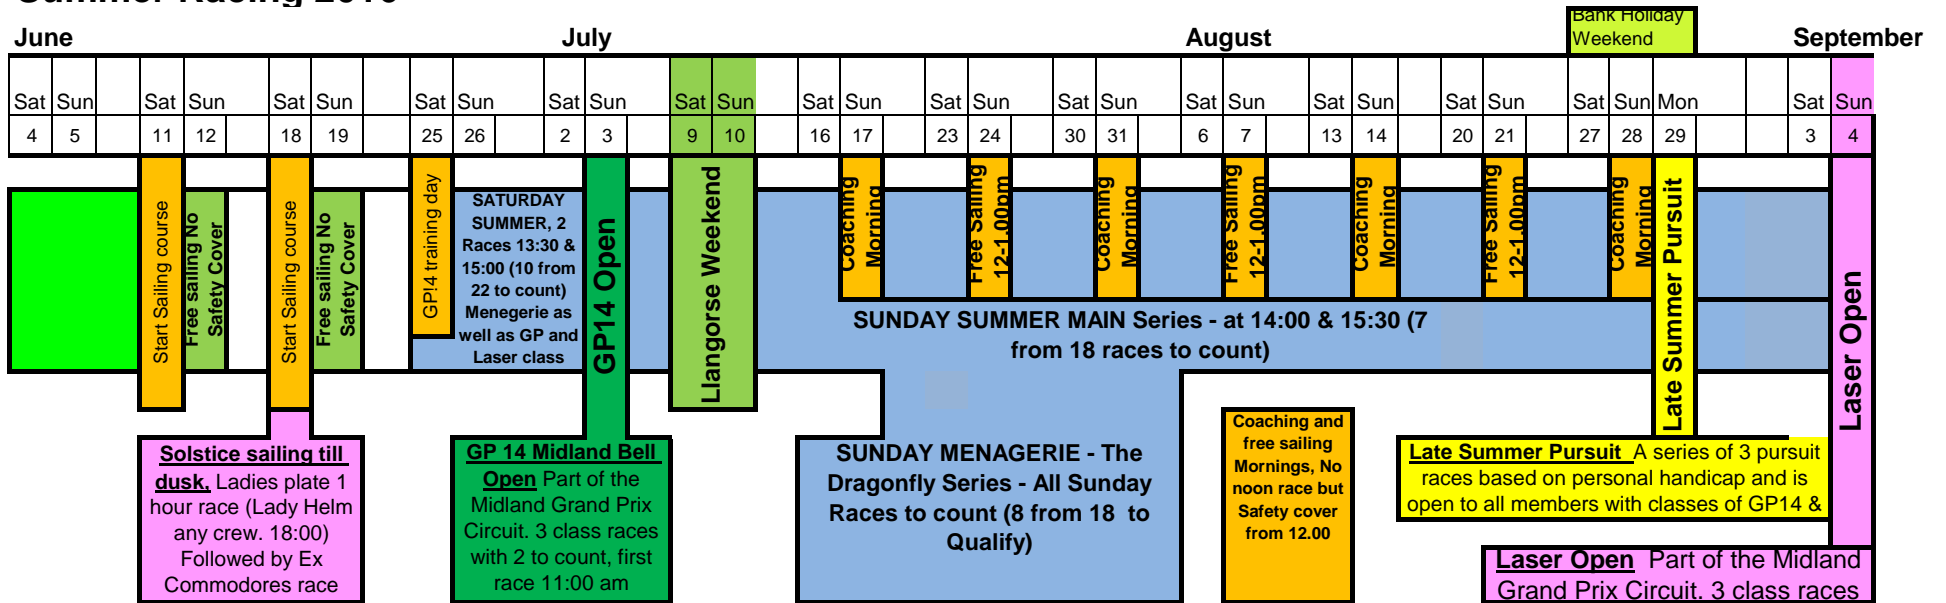 Summer Racing 2016
Bank Holiday
Weekend
June July August September
Sat Sun Sat Sun Sat Sun Sat Sun Sat Sun Sat Sun Sat Sun Sat Sun Sat Sun Sat Sun Sat Sun Sat Sun Sat Sun Mon Sat Sun
4 5 11 12 18 19 25 26 2 3 9 10 16 17 23 24 30 31 6 7 13 14 20 21 27 28 29 3 4
Start Sailing course
Free sailing No
Safety Cover
Start Sailing course
Free sailing No
Safety Cover
GP!4 training day
SATURDAY
SUMMER, 2
Races 13:30 &
15:00 (10 from
22 to count)
Menegerie as
well as GP and
Laser class
GP14 Open
Llangorse Weekend
Coaching
Morning
Free Sailing
12-1.00pm
Coaching
Morning
Free Sailing
12-1.00pm
Coaching
Morning
Free Sailing
12-1.00pm
Coaching
Morning
Late Summer Pursuit
Laser Open
SUNDAY SUMMER MAIN Series - at 14:00 & 15:30 (7
from 18 races to count)
Solstice sailing till
dusk, Ladies plate 1
hour race (Lady Helm
any crew. 18:00)
Followed by Ex
Commodores race
GP 14 Midland Bell
Open Part of the
Midland Grand Prix
Circuit. 3 class races
with 2 to count, first
race 11:00 am
SUNDAY MENAGERIE - The
Dragonfly Series - All Sunday
Races to count (8 from 18 to
Qualify)
Coaching and
free sailing
Mornings, No
noon race but
Safety cover
from 12.00
Late Summer Pursuit A series of 3 pursuit
races based on personal handicap and is
open to all members with classes of GP14 &
Laser Open Part of the Midland
Grand Prix Circuit. 3 class races